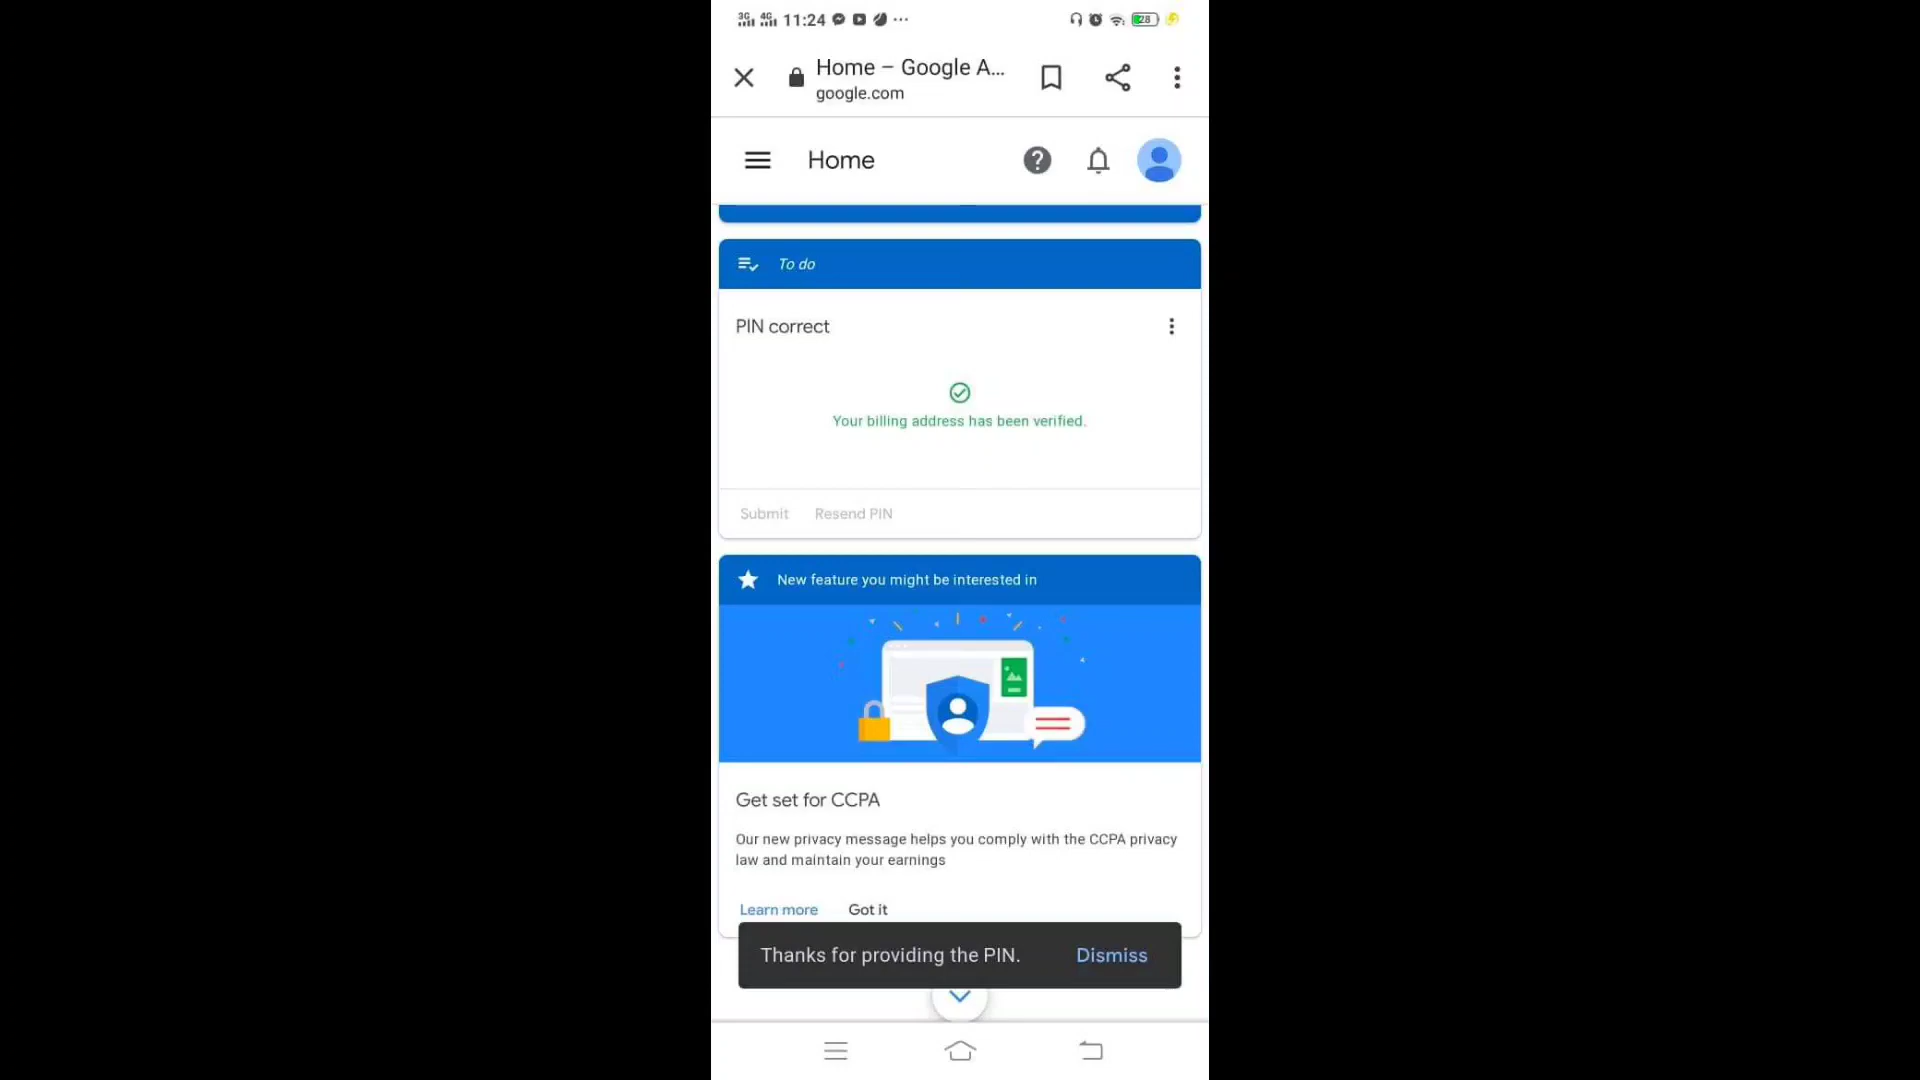 3G 4G 11:24 28
Home – Google A...
google.com
Home
To do
PIN correct
Your billing address has been verified.
Submit Resend PIN
New feature you might be interested in
Get set for CCPA
Our new privacy message helps you comply with the CCPA privacy
law and maintain your earnings
Learn more Got it
Thanks for providing the PIN. Dismiss